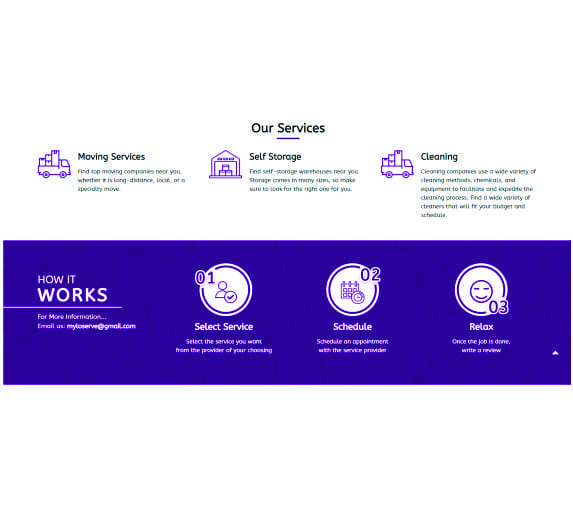 Our Services
Moving Services
Find top moving companies near you,
whether it is long-distance, local, or a
specialty move.
Self Storage
Find self-storage warehouses near you.
Storage comes in many sizes, so make
sure to look for the right one for you.
Cleaning
Cleaning companies use a wide variety of
cleaning methods, chemicals, and
equipment to facilitate and expedite the
cleaning process. Find a wide variety of
cleaners that will fit your budget and
schedule.
HOW IT
WORKS
For More Information...
Email us: myloserve@gmail.com
01
Select Service
Select the service you want
from the provider of your choosing
02
Schedule
Schedule an appointment
with the service provider
03
Relax
Once the job is done,
write a review